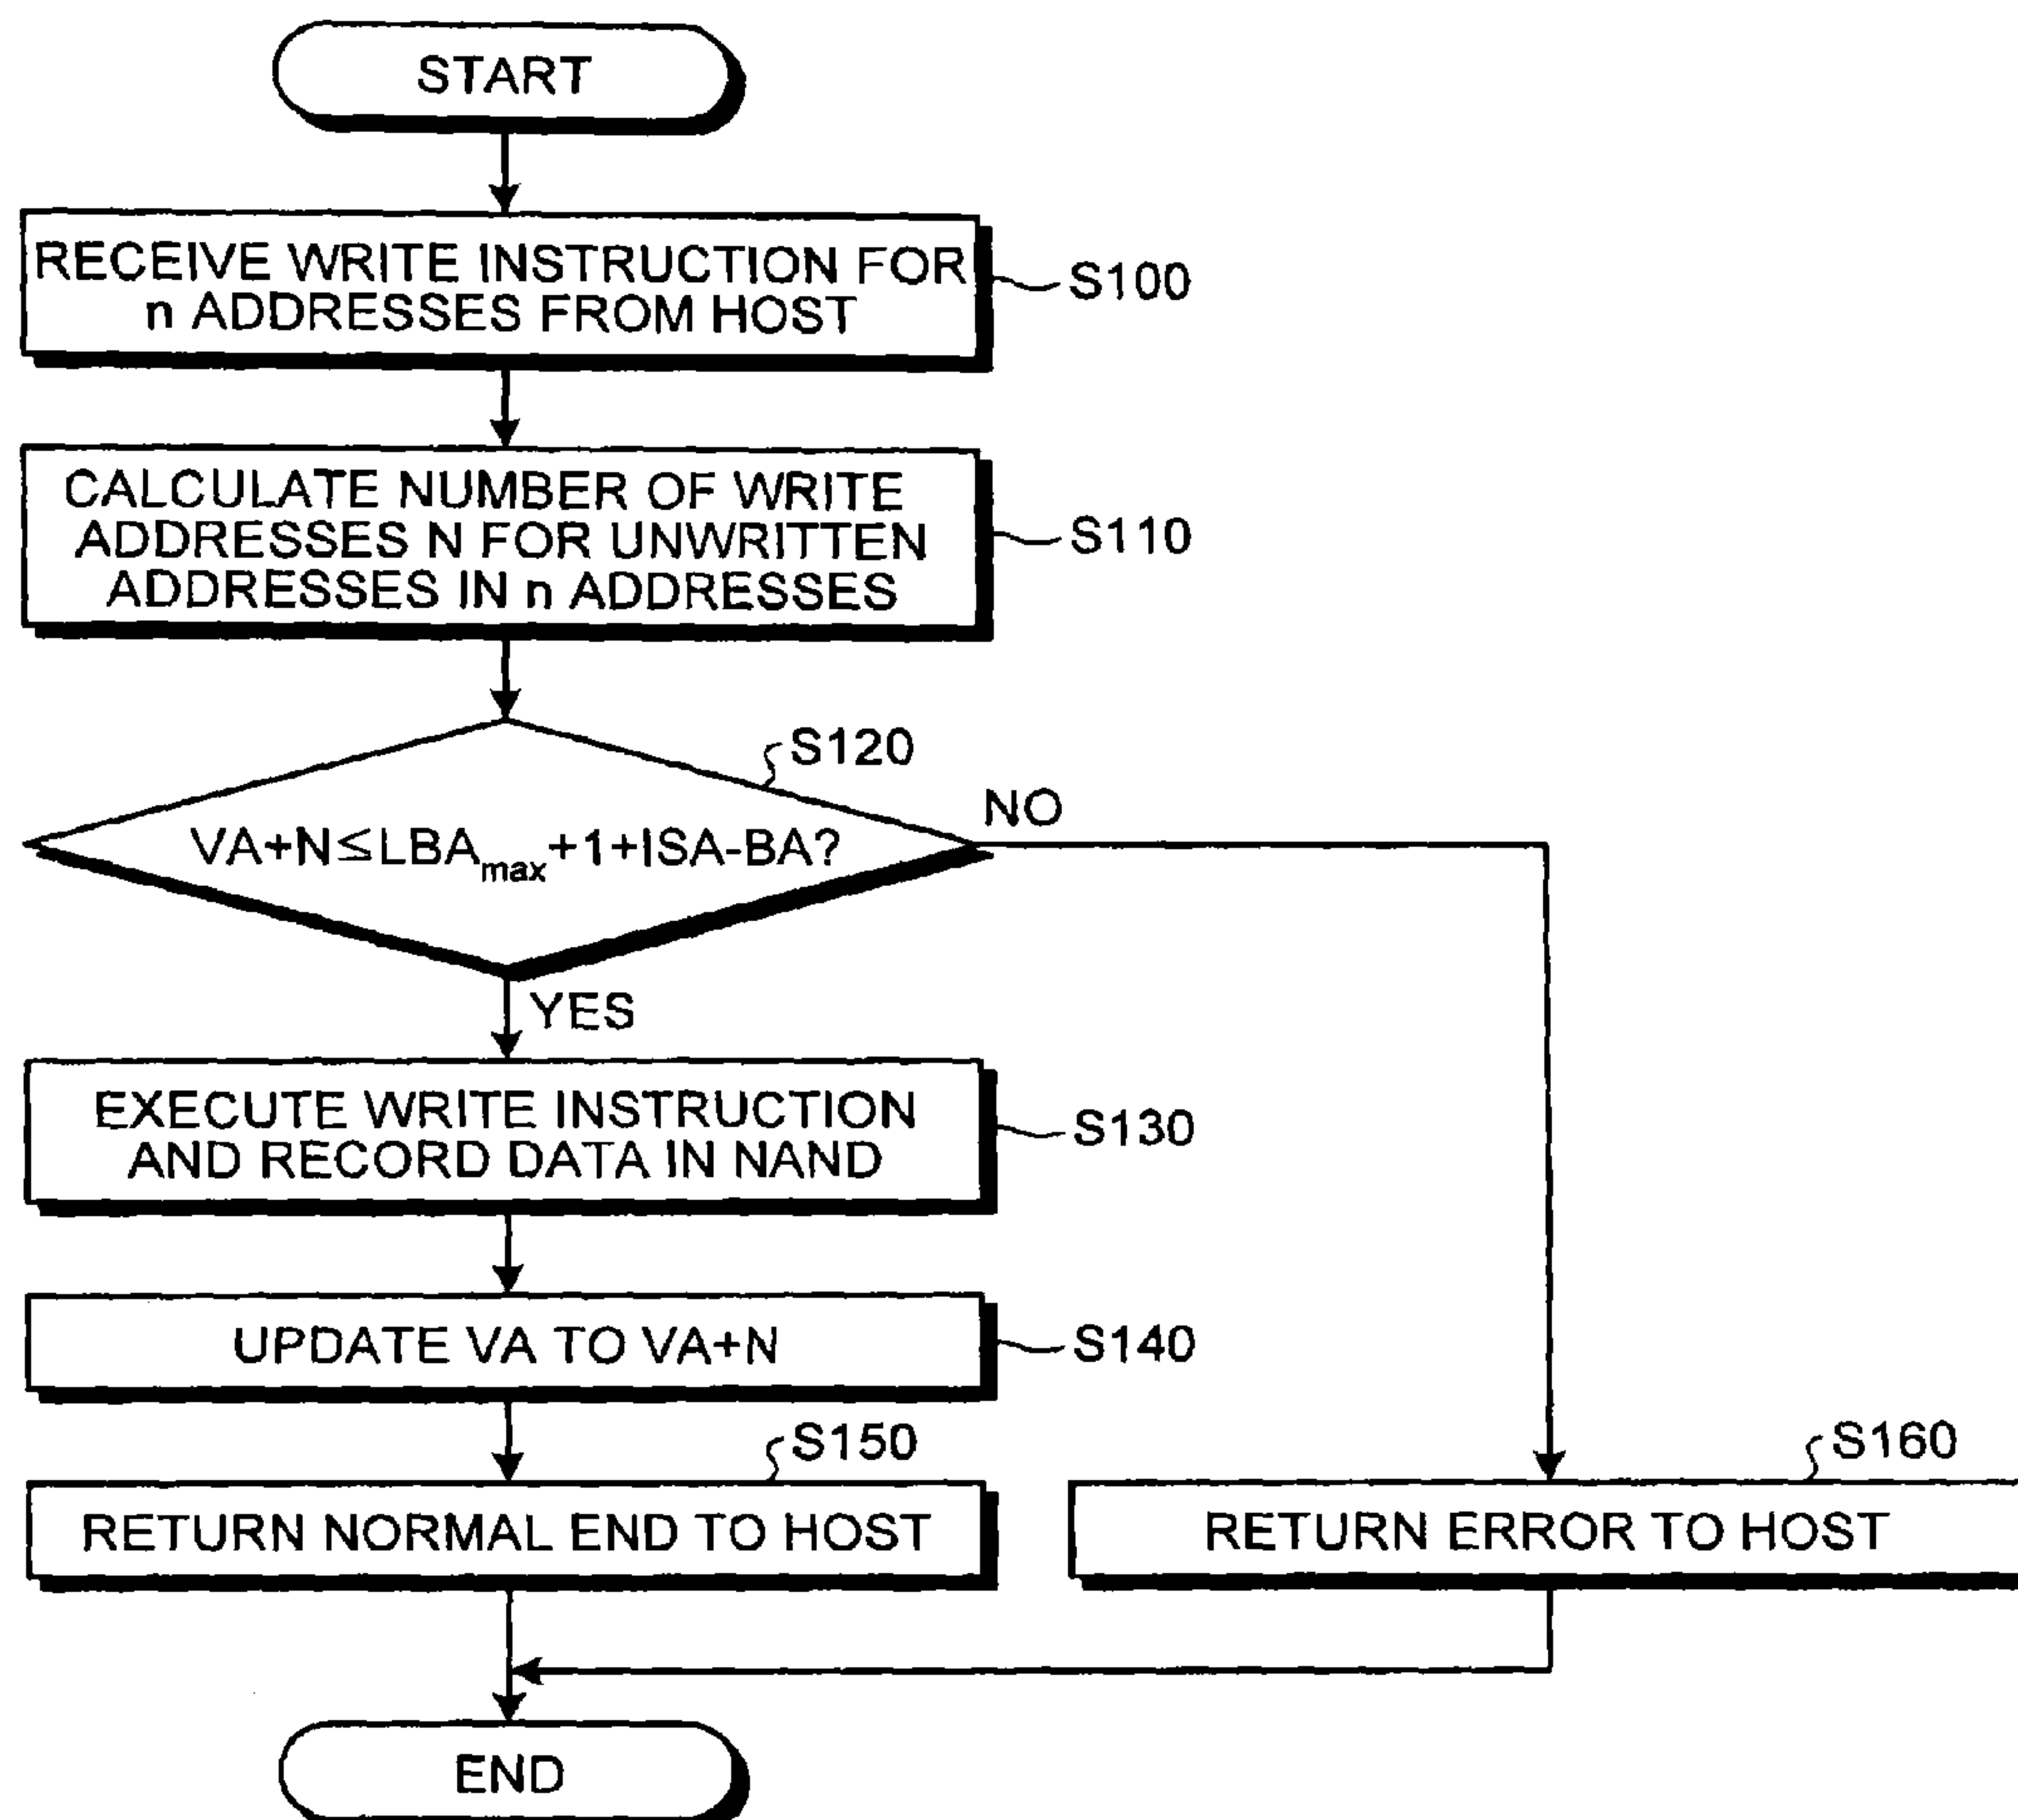 START
RECEIVE WRITE INSTRUCTION FOR
n ADDRESSES FROM HOST
S100
CALCULATE NUMBER OF WRITE
ADDRESSES N FOR UNWRITTEN
ADDRESSES IN n ADDRESSES
S110
S120
VA+N≤LBAmax+1+ISA-BA?
NO
YES
EXECUTE WRITE INSTRUCTION
AND RECORD DATA IN NAND
S130
UPDATE VA TO VA+N
S140
S150
RETURN NORMAL END TO HOST
S160
RETURN ERROR TO HOST
END